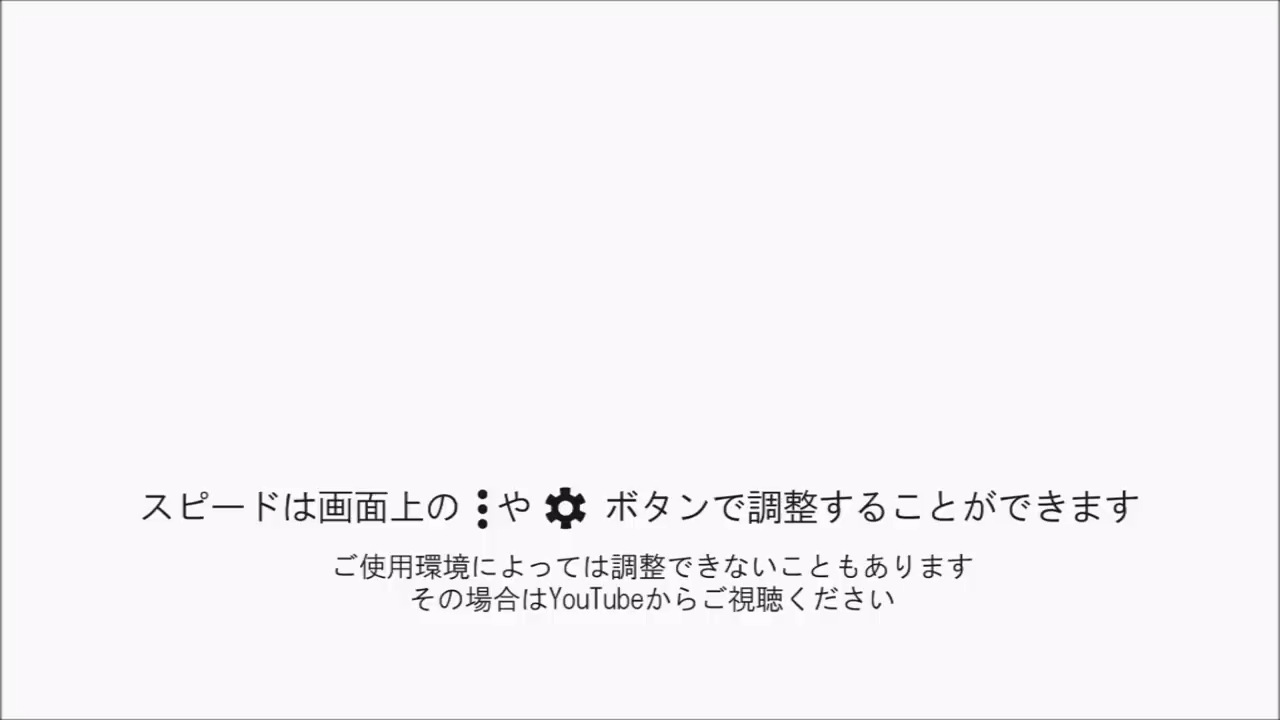 スピードは画面上の⋮や⚙ボタンで調整することができます
ご使用環境によっては調整できないこともあります
その場合はYouTubeからご視聴ください